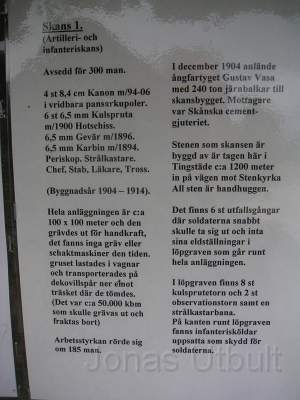 Skans 1.
(Artilleri- och
infanteriskans)
Avsedd för 300 man.
4 st 8,4 cm Kanon m/94-06
i vridbara pansarkupoler.
6 st 6,5 mm Kulspruta
m/1900 Hotschiss.
6,5 mm Gevär m/1896.
6,5 mm Karbin m/1894.
Periskop. Strålkastare.
Chef, Stab, Läkare, Tross.
(Byggnadsår 1904 – 1914).
Hela anläggningen är c:a
100 x 100 meter och den
grävdes ut för handkraft,
det fanns inga gräv eller
schaktmaskiner den tiden.
gruset lastades i vagnar
och transporterades på
dekovillspår ner emot
träsket där de tömdes.
(Det var c:a 50.000 kbm
som skulle grävas ut och
fraktas bort)
Arbetsstyrkan rörde sig
om 185 man.
I december 1904 anlände
ångfartyget Gustav Vasa
med 240 ton järnbalkar till
skansbygget. Mottagare
var Skånska cement-
gjuteriet.
Stenen som skansen är
byggd av är tagen här i
Tingstäde c:a 1200 meter
in på vägen mot Stenkyrka
All sten är handhuggen.
Det finns 6 st utfallsgångar
där soldaterna snabbt
skulle ta sig ut och inta
sina eldställningar i
löpgraven som går runt
hela anläggningen.
I löpgraven finns 8 st
kulsprutetorn och 2 st
observationstorn samt en
strålkastarbana.
På kanten runt löpgraven
fanns infanteriskölder
uppsatta som skydd för
soldaterna.
Jonas Utbult